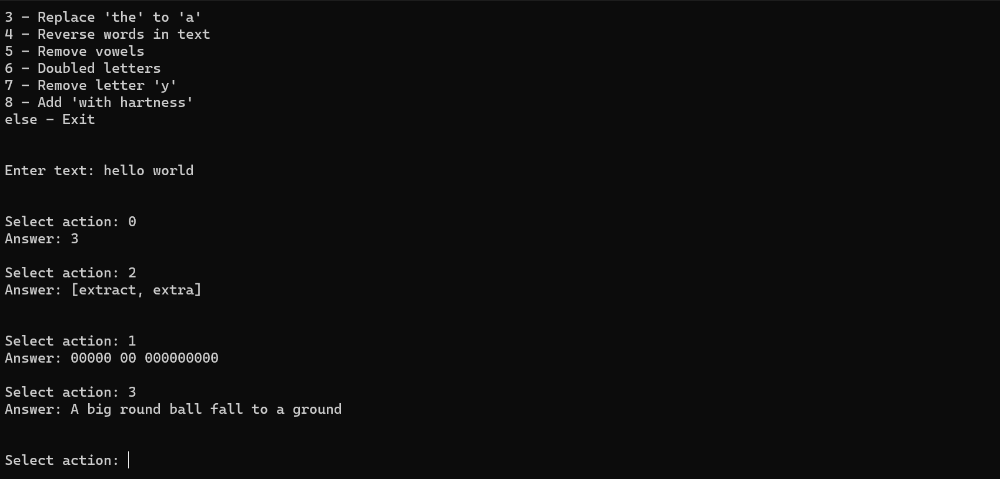 3 - Replace 'the' to 'a'
4 - Reverse words in text
5 - Remove vowels
6 - Doubled letters
7 - Remove letter 'y'
8 - Add 'with hartness'
else - Exit
Enter text: hello world
Select action: 0
Answer: 3
Select action: 2
Answer: [extract, extra]
Select action: 1
Answer: 00000 00 000000000
Select action: 3
Answer: A big round ball fall to a ground
Select action: